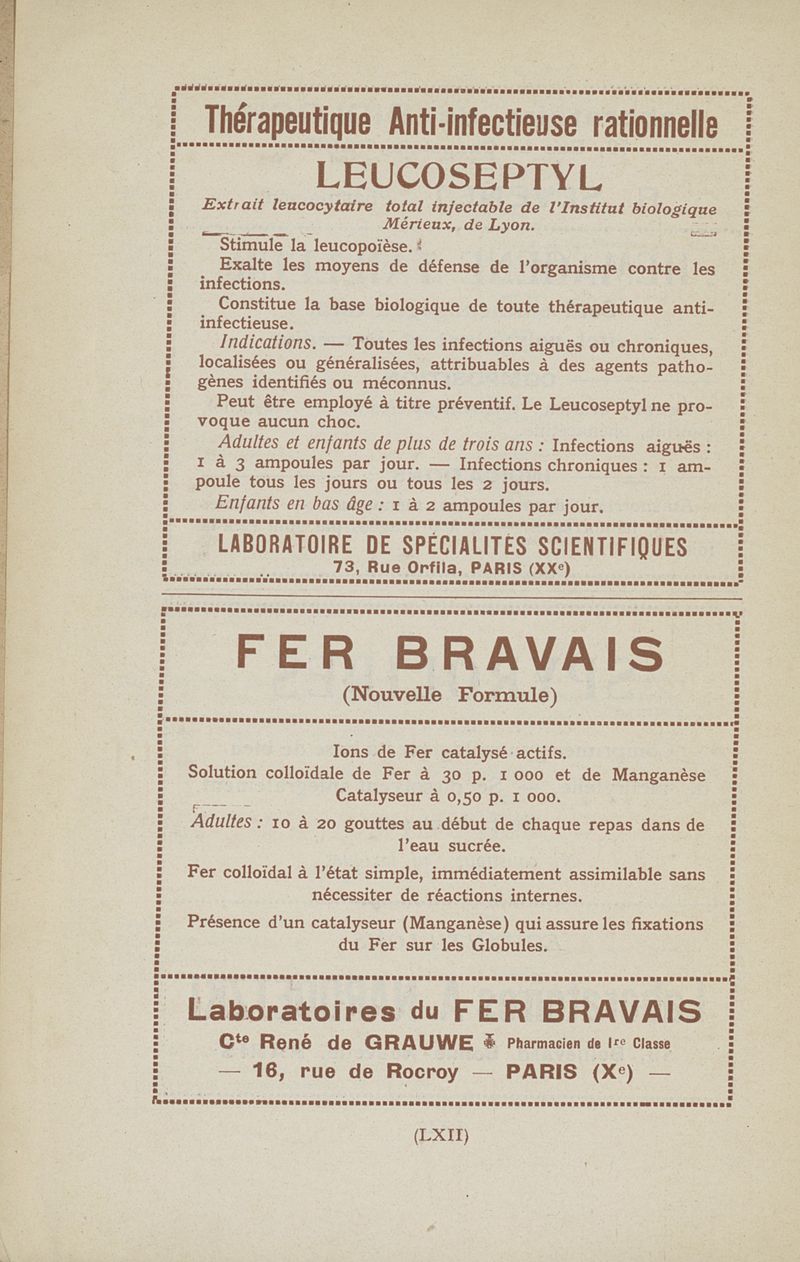 Thérapeutique Anti-infectieuse rationnelle
LEUCOSEPTYL
Extrait leucocytaire total injectable de l'Institut biologique
Mérieux, de Lyon.
Stimule la leucopoïèse.
Exalte les moyens de défense de l'organisme contre les
infections.
Constitue la base biologique de toute thérapeutique anti-
infectieuse.
Indications. — Toutes les infections aiguës ou chroniques,
localisées ou généralisées, attribuables à des agents patho-
gènes identifiés ou méconnus.
Peut être employé à titre préventif. Le Leucoseptyl ne pro-
voque aucun choc.
Adultes et enfants de plus de trois ans : Infections aiguës :
1 à 3 ampoules par jour. — Infections chroniques : 1 am-
poule tous les jours ou tous les 2 jours.
Enfants en bas âge : 1 à 2 ampoules par jour.
LABORATOIRE DE SPÉCIALITÉS SCIENTIFIQUES
73, Rue Orfila, PARIS (XXe)
FER BRAVAIS
(Nouvelle Formule)
Ions de Fer catalysé actifs.
Solution colloïdale de Fer à 30 p. 1 000 et de Manganèse
Catalyseur à 0,50 p. 1 000.
Adultes : 10 à 20 gouttes au début de chaque repas dans de
l'eau sucrée.
Fer colloïdal à l'état simple, immédiatement assimilable sans
nécessiter de réactions internes.
Présence d'un catalyseur (Manganèse) qui assure les fixations
du Fer sur les Globules.
Laboratoires du FER BRAVAIS
Cte René de GRAUWE Pharmacien de Ire Classe
— 16, rue de Rocroy — PARIS (Xe) —
(LXII)